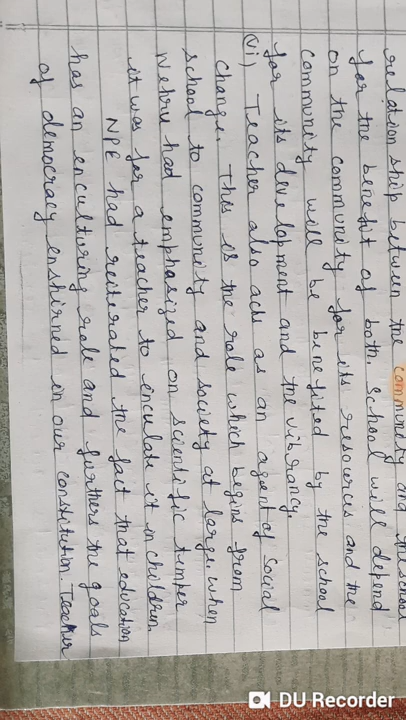 relation ship between the community and the school
for the benefit of both. School will depend
on the community for its resources and the
community will be benefited by the school
for its development and the vibrancy.
(vi) Teacher also acts as an agent of social
change. This is the role which begins from
school to community and society at large. when
Nehru had emphasized on scientific temper
it was for a teacher to enculate it in children.
NPE had reiterated the fact that education
has an enculturing role and furthers the goals
of democracy enshrined in our constitution. Teacher
DU Recorder